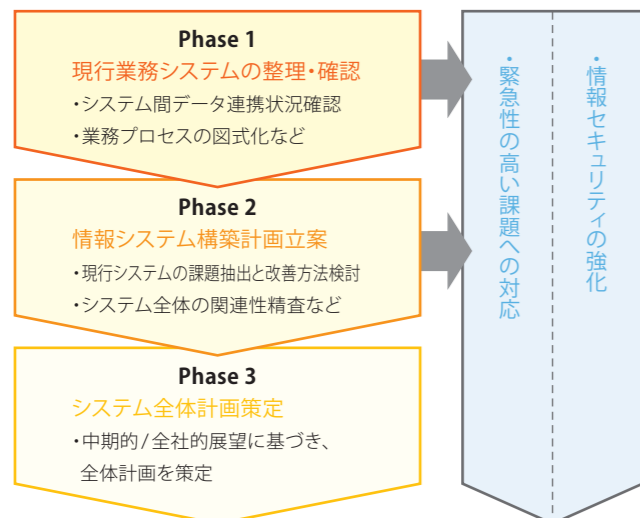 Phase 1
現行業務システムの整理・確認
・システム間データ連携状況確認
・業務プロセスの図式化など
Phase 2
情報システム構築計画立案
・現行システムの課題抽出と改善方法検討
・システム全体の関連性精査など
Phase 3
システム全体計画策定
・中期的/全社的展望に基づき、
全体計画を策定
・情報セキュリティの強化
・緊急性の高い課題への対応